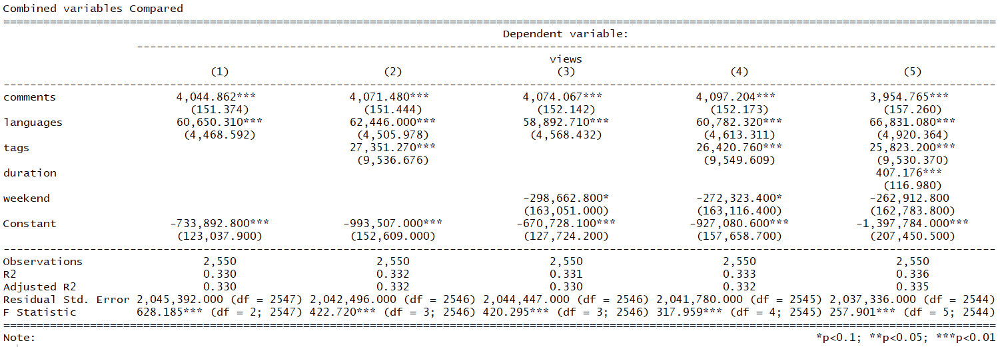 Combined variables Compared
==========================================================================================
Dependent variable:
------------------------------------------------------------------------------------------
views
(1) (2) (3) (4) (5)
------------------------------------------------------------------------------------------
comments 4,044.862*** 4,071.480*** 4,074.067*** 4,097.204*** 3,954.765***
(151.374) (151.444) (152.142) (152.173) (157.260)
languages 60,650.310*** 62,446.000*** 58,892.710*** 60,782.320*** 66,831.080***
(4,468.592) (4,505.978) (4,568.432) (4,613.311) (4,920.364)
tags 27,351.270*** 26,420.760*** 25,823.200***
(9,536.676) (9,549.609) (9,530.370)
duration 407.176***
(116.980)
weekend -298,662.800* -272,323.400* -262,912.800
(163,051.000) (163,116.400) (162,783.800)
Constant -733,892.800*** -993,507.000*** -670,728.100*** -927,080.600*** -1,397,784.000***
(123,037.900) (152,609.000) (127,724.200) (157,658.700) (207,450.500)
------------------------------------------------------------------------------------------
Observations 2,550 2,550 2,550 2,550 2,550
R2 0.330 0.332 0.331 0.333 0.336
Adjusted R2 0.330 0.332 0.330 0.332 0.335
Residual Std. Error 2,045,392.000 (df = 2547) 2,042,496.000 (df = 2546) 2,044,447.000 (df = 2546) 2,041,780.000 (df = 2545) 2,037,336.000 (df = 2544)
F Statistic 628.185*** (df = 2; 2547) 422.720*** (df = 3; 2546) 420.295*** (df = 3; 2546) 317.959*** (df = 4; 2545) 257.901*** (df = 5; 2544)
==========================================================================================
Note: *p<0.1; **p<0.05; ***p<0.01